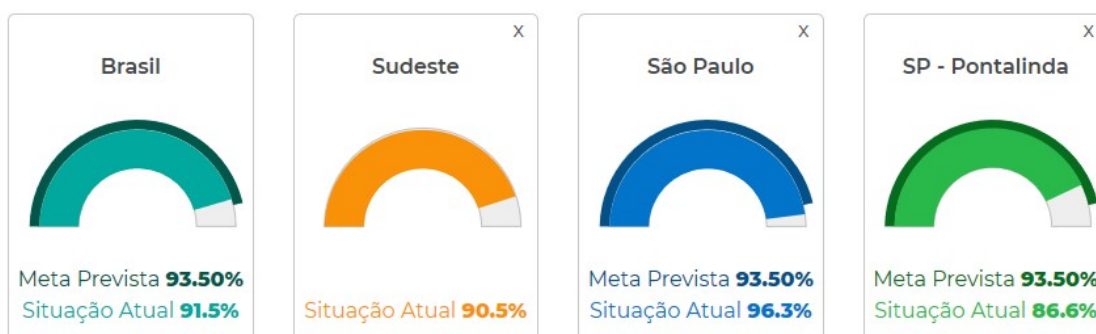 X
X
X
Brasil
Sudeste
São Paulo
SP - Pontalinda
Meta Prevista 93.50%
Situação Atual 91.5%
Situação Atual 90.5%
Meta Prevista 93.50%
Situação Atual 96.3%
Meta Prevista 93.50%
Situação Atual 86.6%